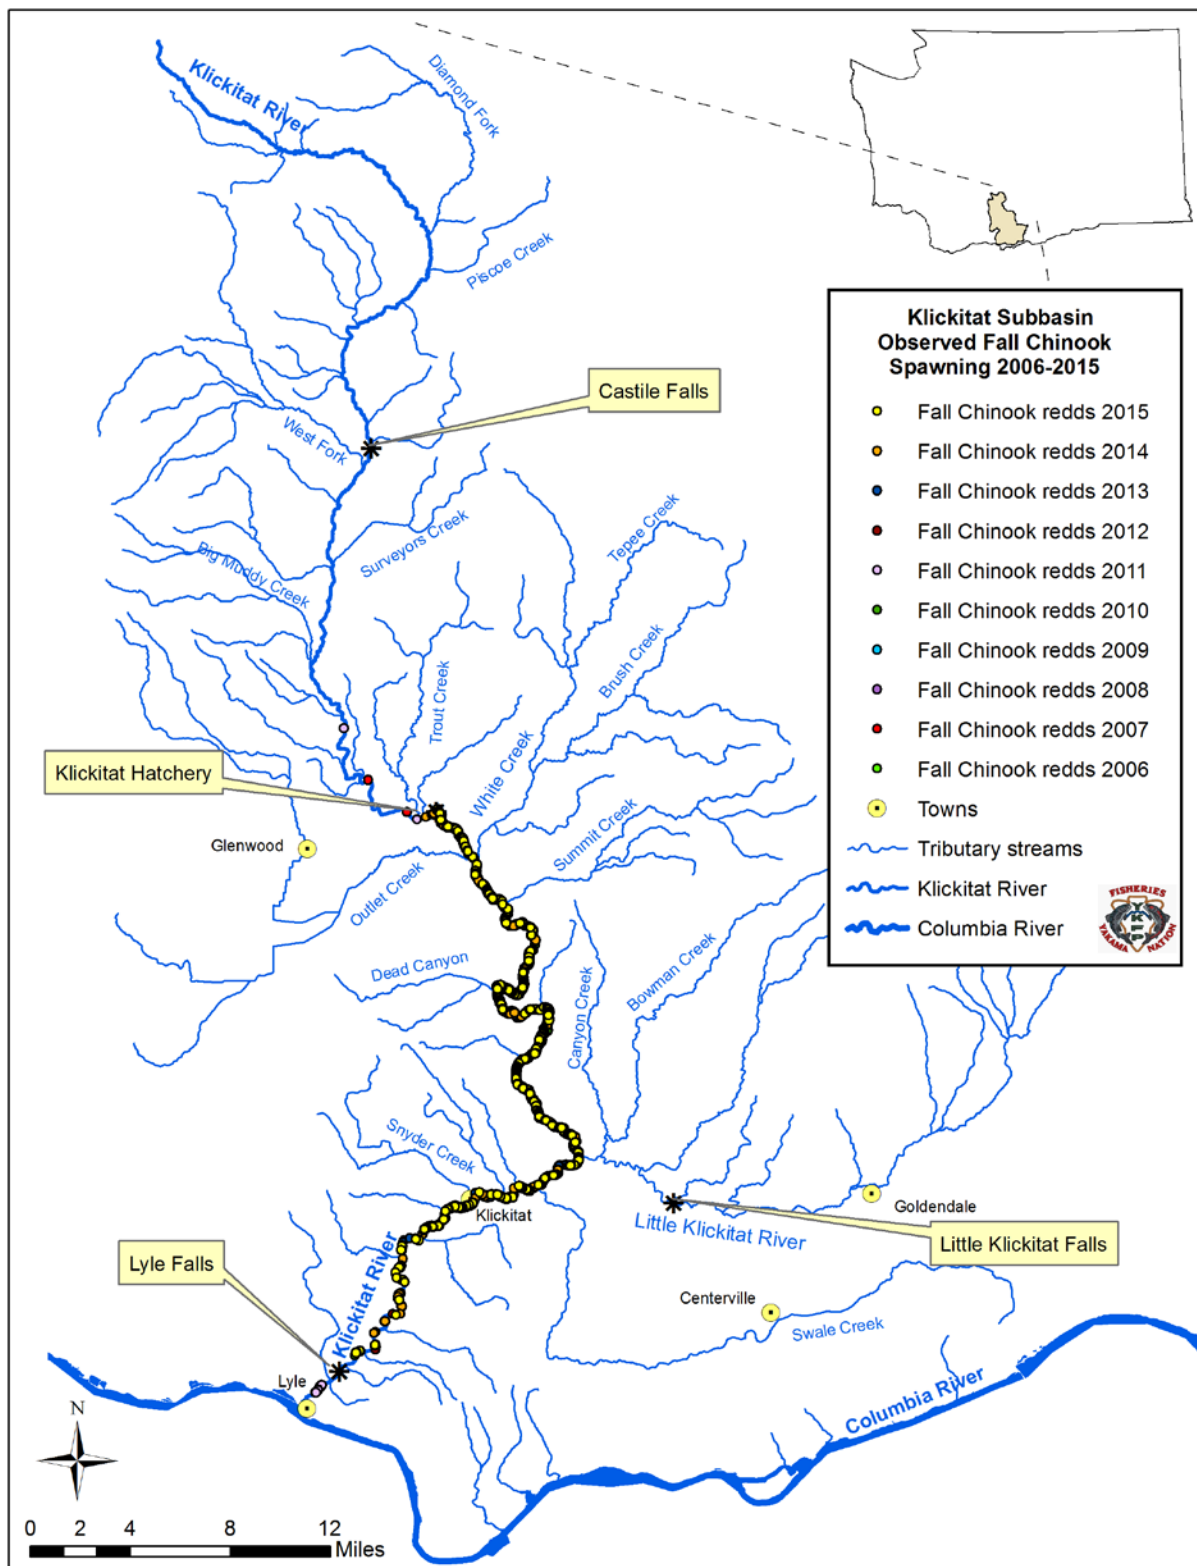 Klickitat River
Diamond Fork
Piscoe Creek
Klickitat Subbasin
Observed Fall Chinook
Spawning 2006-2015
Fall Chinook redds 2015
Fall Chinook redds 2014
Fall Chinook redds 2013
Fall Chinook redds 2012
Fall Chinook redds 2011
Fall Chinook redds 2010
Fall Chinook redds 2009
Fall Chinook redds 2008
Fall Chinook redds 2007
Fall Chinook redds 2006
Towns
Tributary streams
Klickitat River
Columbia River
FISHERIES
YKFP
YAKAMA NATION
Castile Falls
West Fork
Surveyors Creek
Tepee Creek
Big Muddy Creek
Brush Creek
Trout Creek
Klickitat Hatchery
White Creek
Glenwood
Summit Creek
Outlet Creek
Dead Canyon
Canyon Creek
Bowman Creek
Snyder Creek
Klickitat
Goldendale
Little Klickitat River
Little Klickitat Falls
Lyle Falls
Klickitat River
Centerville
Swale Creek
Lyle
Columbia River
N
0 2 4 8 12
Miles